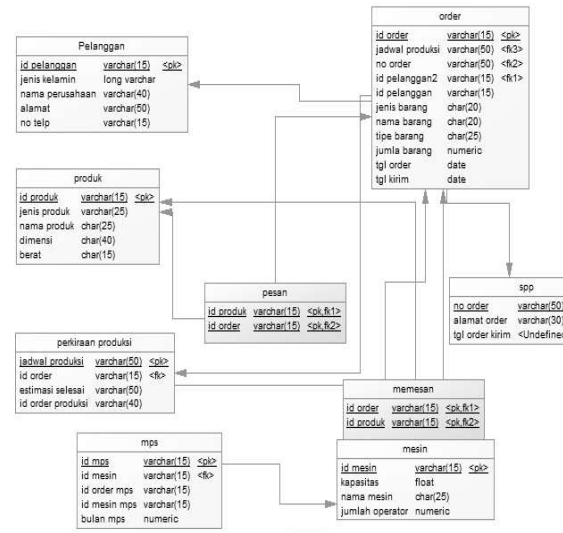 order
id order varchar(15) <pk>
jadwal produksi varchar(50) <fk3>
no order varchar(50) <fk2>
id pelanggan2 varchar(15) <fk1>
id pelanggan varchar(15)
jenis barang char(20)
nama barang char(20)
tipe barang char(25)
jumla barang numeric
tgl order date
tgl kirim date
Pelanggan
id pelanggan varchar(15) <pk>
jenis kelamin long varchar
nama perusahaan varchar(40)
alamat varchar(50)
no telp varchar(15)
produk
id produk varchar(15) <pk>
jenis produk varchar(25)
nama produk char(25)
dimensi char(40)
berat char(15)
pesan
id produk varchar(15) <pk,fk1>
id order varchar(15) <pk,fk2>
spp
no order varchar(50)
alamat order varchar(30)
tgl order kirim <Undefined
perkiraan produksi
jadwal produksi varchar(50) <pk>
id order varchar(15) <fk>
estimasi selesai varchar(50)
id order produksi varchar(40)
memesan
id order varchar(15) <pk,fk1>
id produk varchar(15) <pk,fk2>
mps
id mps varchar(15) <pk>
id mesin varchar(15) <fk>
id order mps varchar(15)
id mesin mps varchar(15)
bulan mps numeric
mesin
id mesin varchar(15) <pk>
kapasitas float
nama mesin char(25)
jumlah operator numeric